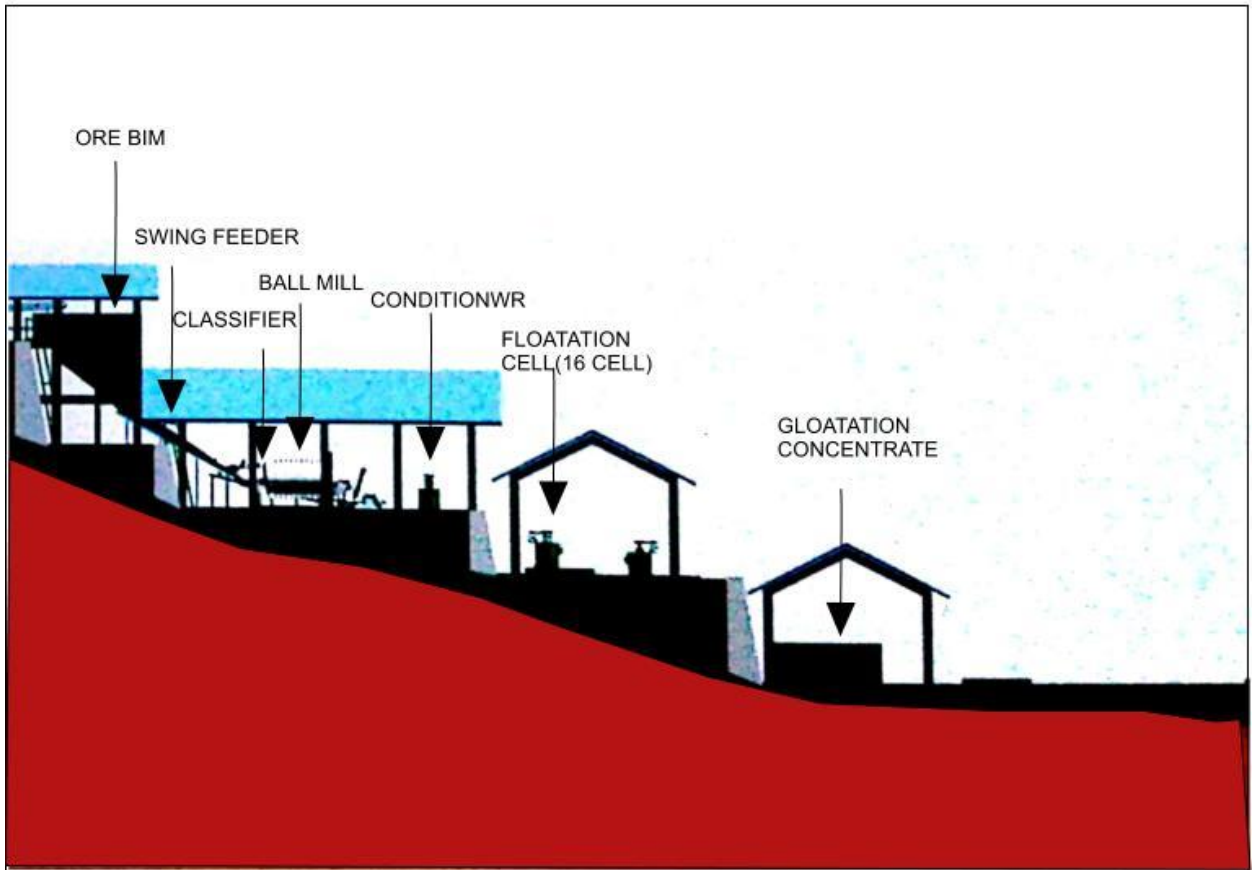 ORE BIM
SWING FEEDER
BALL MILL
CLASSIFIER
CONDITIONWR
FLOATATION
CELL(16 CELL)
GLOATATION
CONCENTRATE